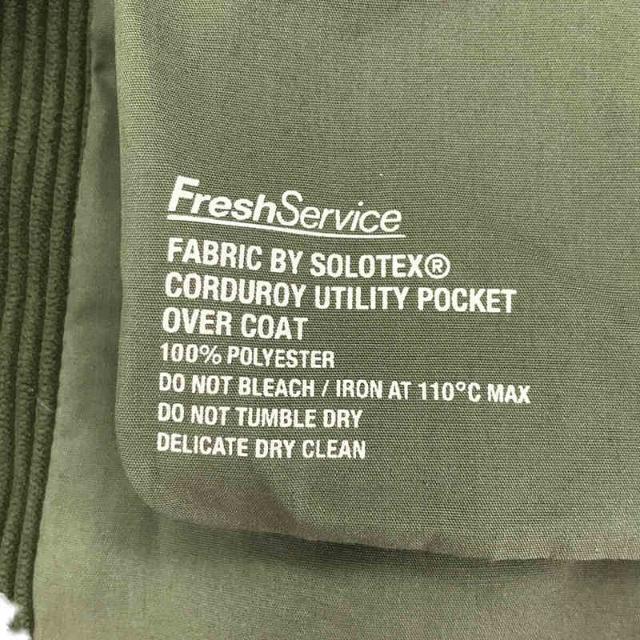 FreshService
FABRIC BY SOLOTEX®
CORDUROY UTILITY POCKET
OVER COAT
100% POLYESTER
DO NOT BLEACH / IRON AT 110°C MAX
DO NOT TUMBLE DRY
DELICATE DRY CLEAN